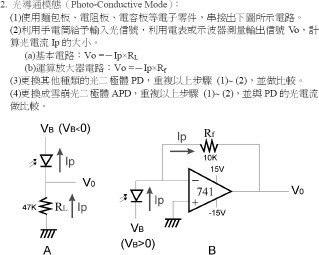 2. 光導通模態(Photo-Conductive Mode):
(1)使用麵包板,電阻板,電容板等電子零件,串接出下圖所示電路。
(2)利用手電筒給予輸入光信號,利用電表或示波器測量輸出信號 Vo,計
算光電流 Ip 的大小。
(a)基本電路:Vo =－Ip×RL
(b)運算放大器電路:Vo =－Ip×Rf
(3)更換其他種類的光二極體 PD,重複以上步驟 (1)~(2),並做比較。
(4)換成雪崩光二極體 APD,重複以上步驟 (1)~(2),並與 PD 的光電流
做比較。
VB (VB<0)
Ip
V0
47K
RL
Ip
A
Ip
Rf
10K
15V
741
-15V
V0
Ip
VB
(VB>0)
B